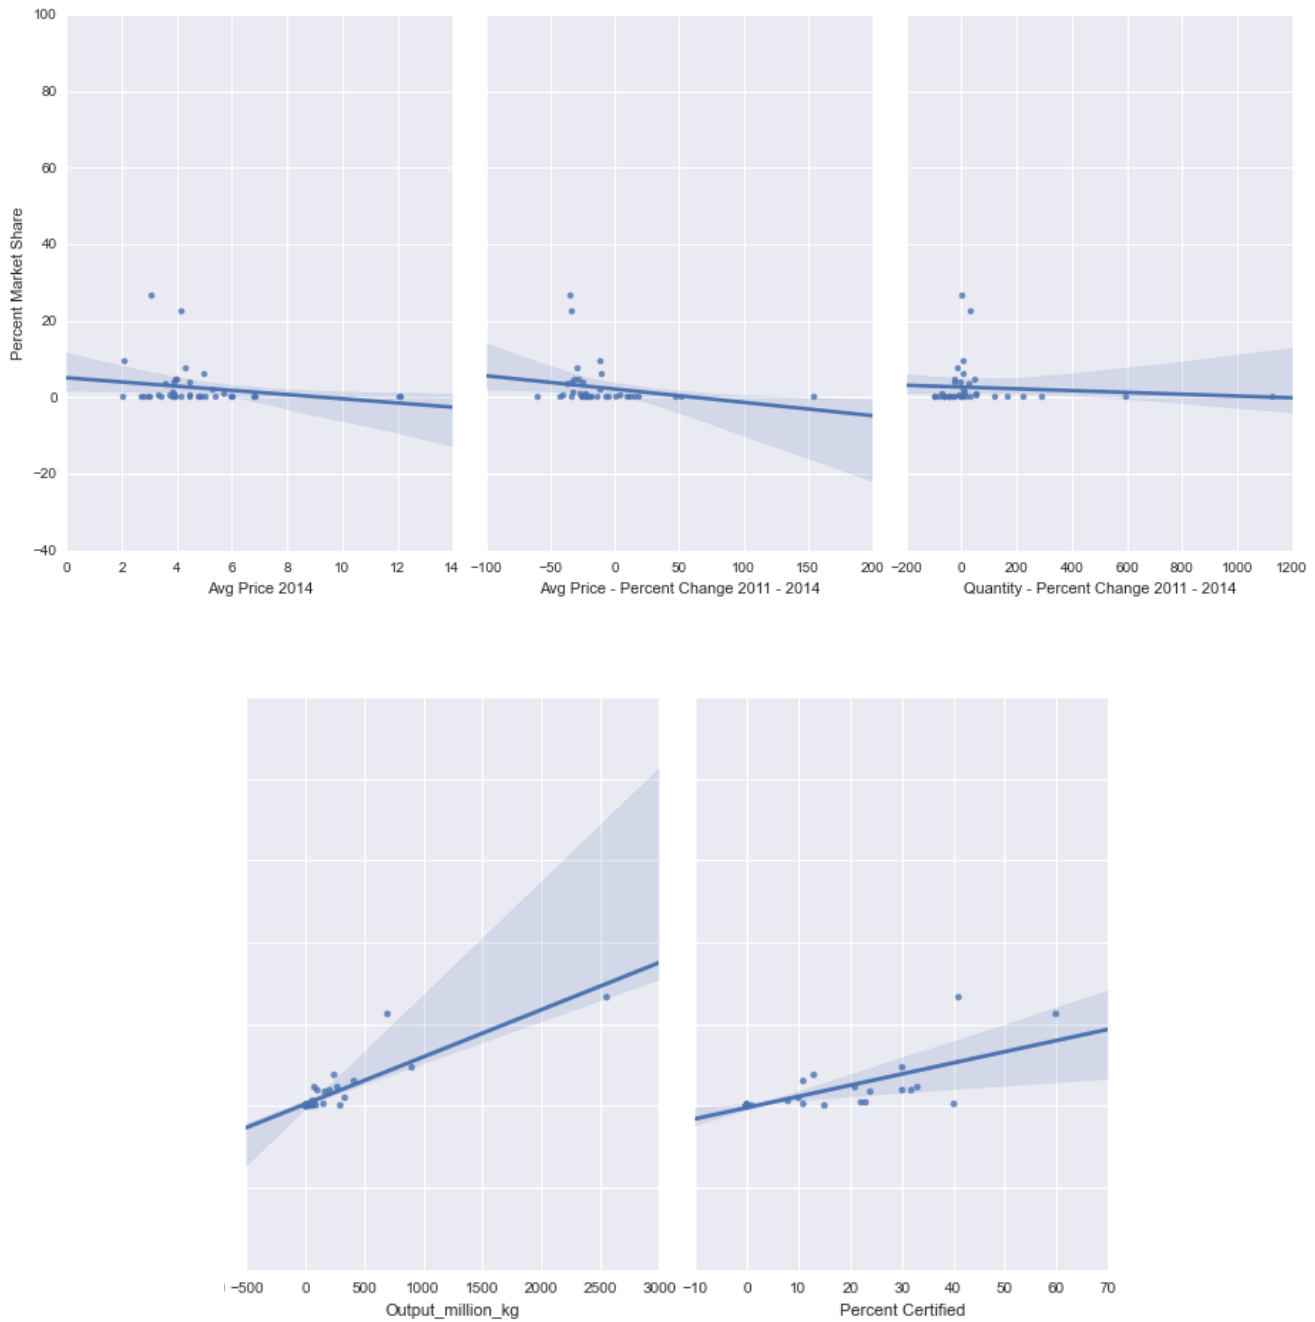 100
80
60
40
20
0
−20
−40
Percent Market Share
0 2 4 6 8 10 12 14
Avg Price 2014
−100 −50 0 50 100 150 200
Avg Price - Percent Change 2011 - 2014
−200 0 200 400 600 800 1000 1200
Quantity - Percent Change 2011 - 2014
−500 0 500 1000 1500 2000 2500 3000
Output_million_kg
−10 0 10 20 30 40 50 60 70
Percent Certified